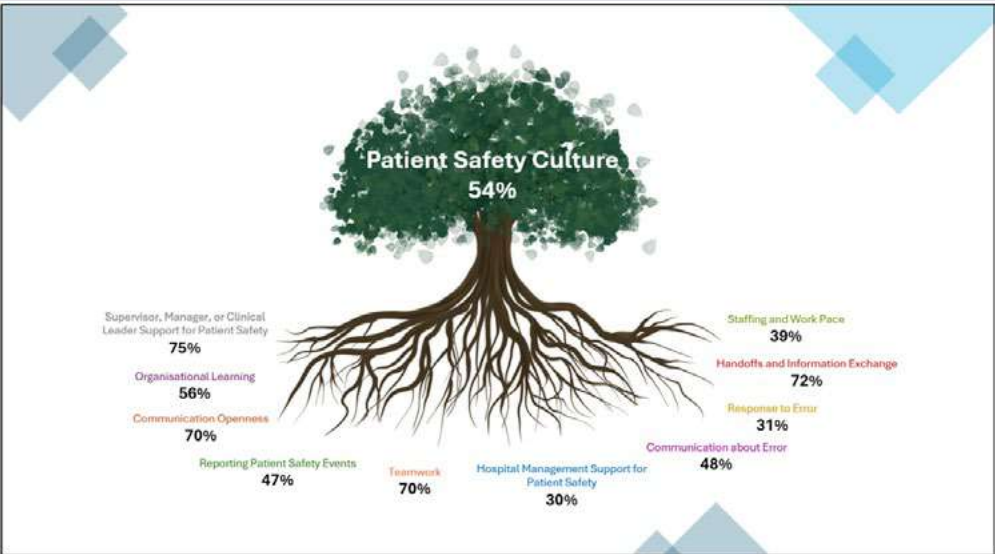 Patient Safety Culture
54%
Supervisor, Manager, or Clinical
Leader Support for Patient Safety
75%
Organisational Learning
56%
Communication Openness
70%
Reporting Patient Safety Events
47%
Teamwork
70%
Hospital Management Support for
Patient Safety
30%
Communication about Error
48%
Response to Error
31%
Handoffs and Information Exchange
72%
Staffing and Work Pace
39%